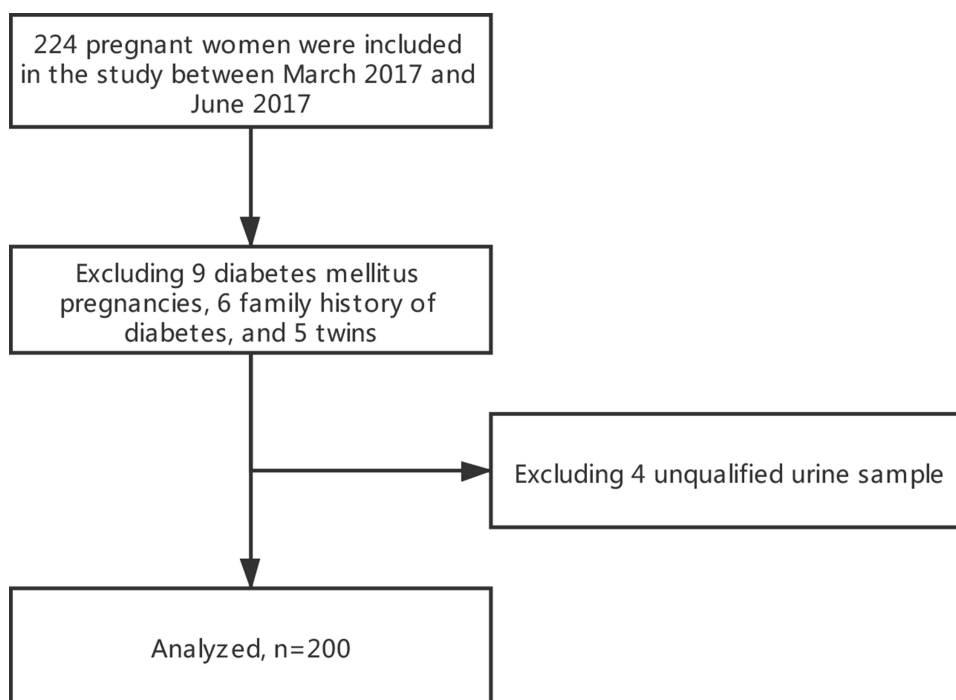 224 pregnant women were included
in the study between March 2017 and
June 2017
Excluding 9 diabetes mellitus
pregnancies, 6 family history of
diabetes, and 5 twins
Excluding 4 unqualified urine sample
Analyzed, n=200